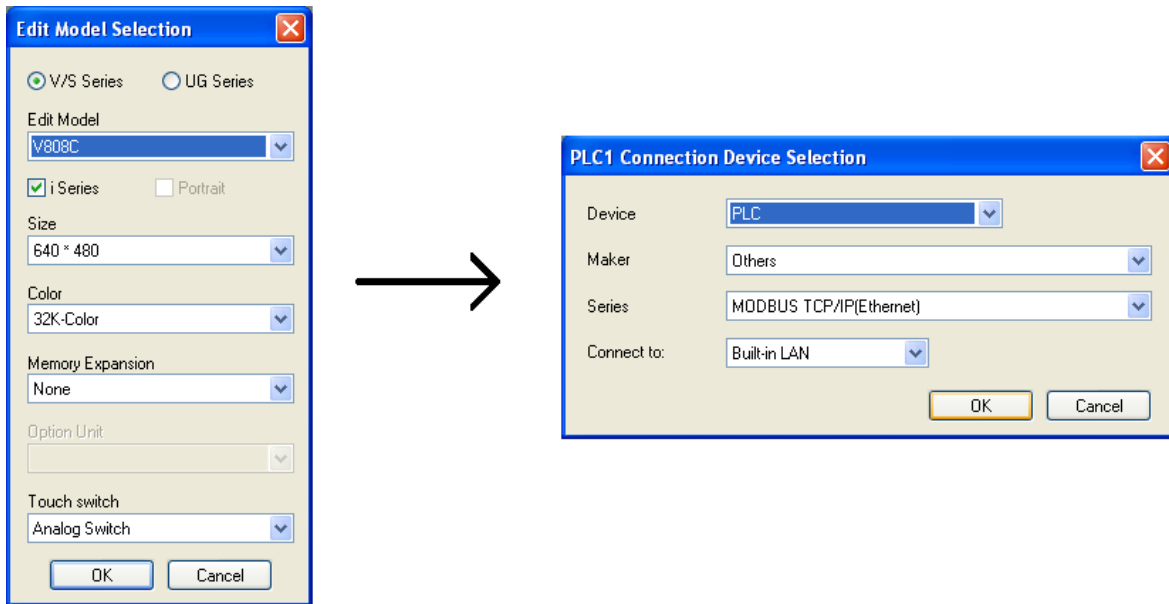 Edit Model Selection
V/S Series UG Series
Edit Model
V808C
i Series Portrait
Size
640 * 480
Color
32K-Color
Memory Expansion
None
Option Unit
Touch switch
Analog Switch
OK Cancel
PLC1 Connection Device Selection
Device PLC
Maker Others
Series MODBUS TCP/IP(Ethernet)
Connect to: Built-in LAN
OK Cancel